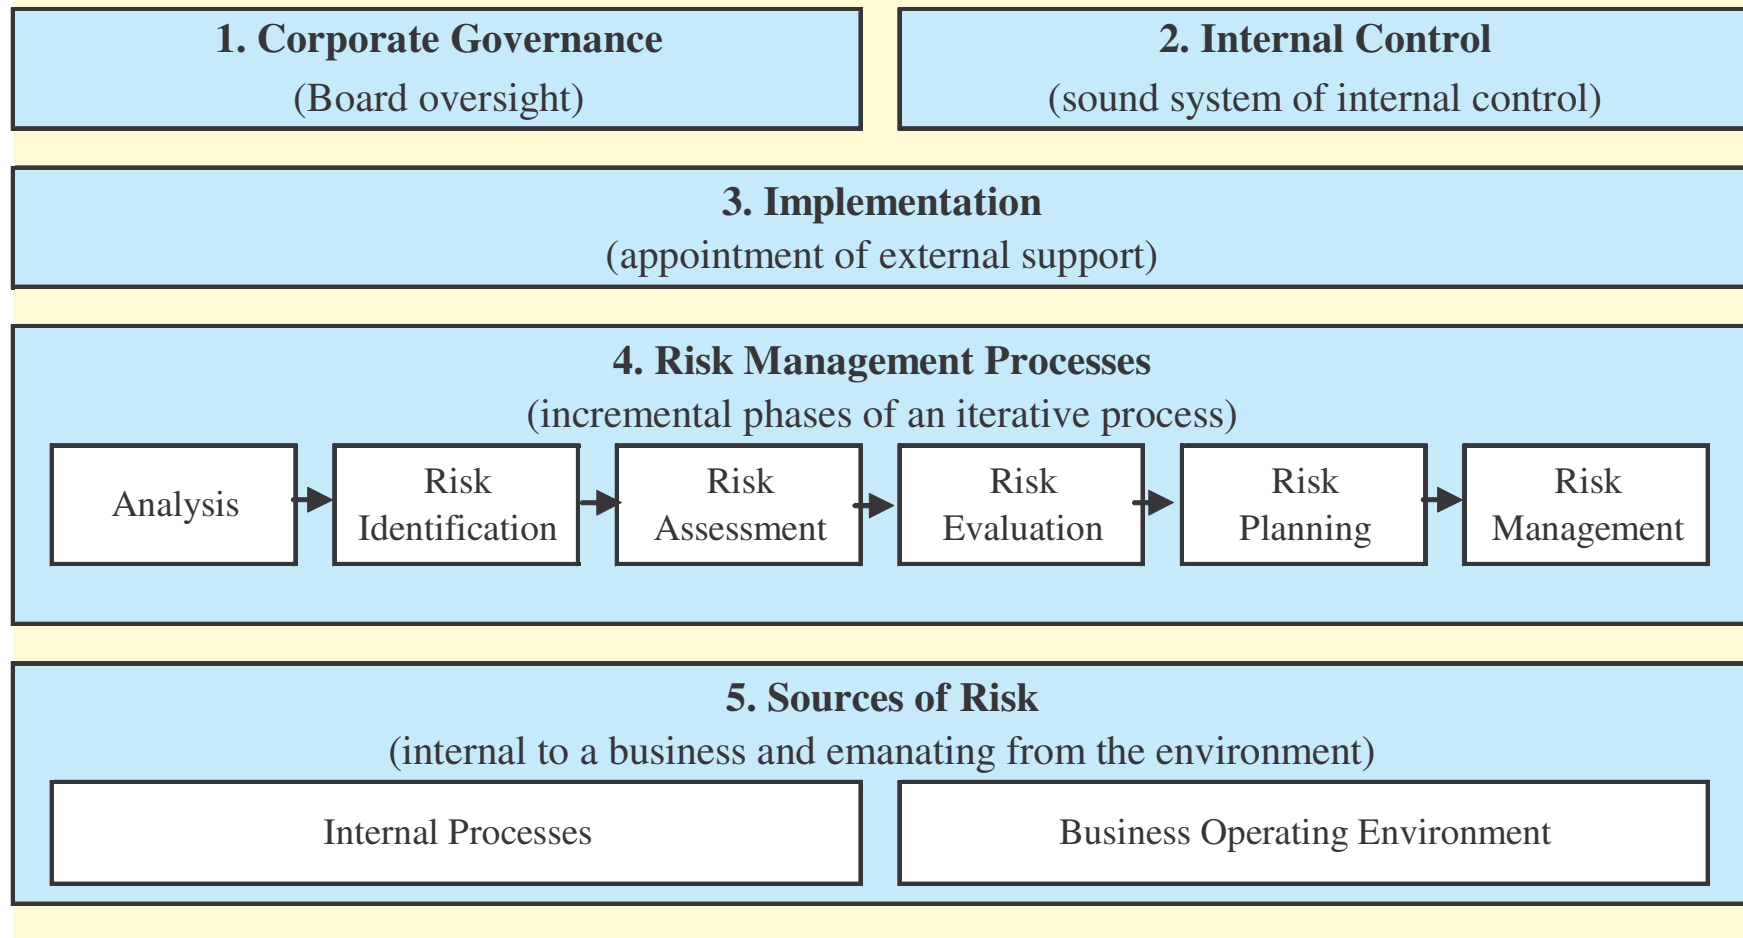 1. Corporate Governance
(Board oversight)
2. Internal Control
(sound system of internal control)
3. Implementation
(appointment of external support)
4. Risk Management Processes
(incremental phases of an iterative process)
Analysis
Risk
Identification
Risk
Assessment
Risk
Evaluation
Risk
Planning
Risk
Management
5. Sources of Risk
(internal to a business and emanating from the environment)
Internal Processes
Business Operating Environment